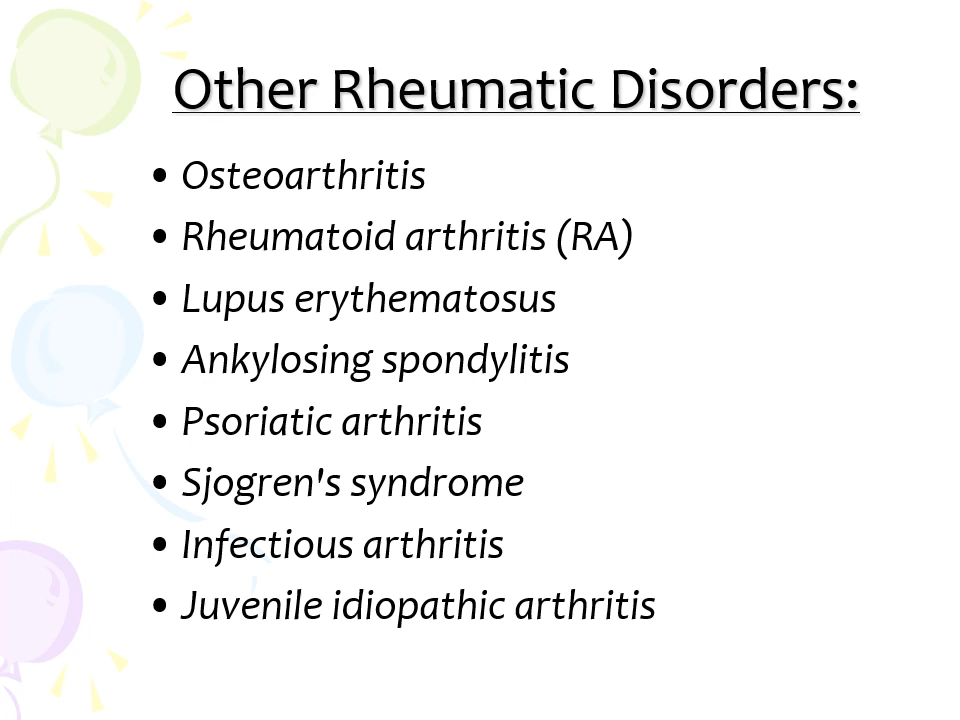 Other Rheumatic Disorders:
• Osteoarthritis
• Rheumatoid arthritis (RA)
• Lupus erythematosus
• Ankylosing spondylitis
• Psoriatic arthritis
• Sjogren's syndrome
• Infectious arthritis
• Juvenile idiopathic arthritis